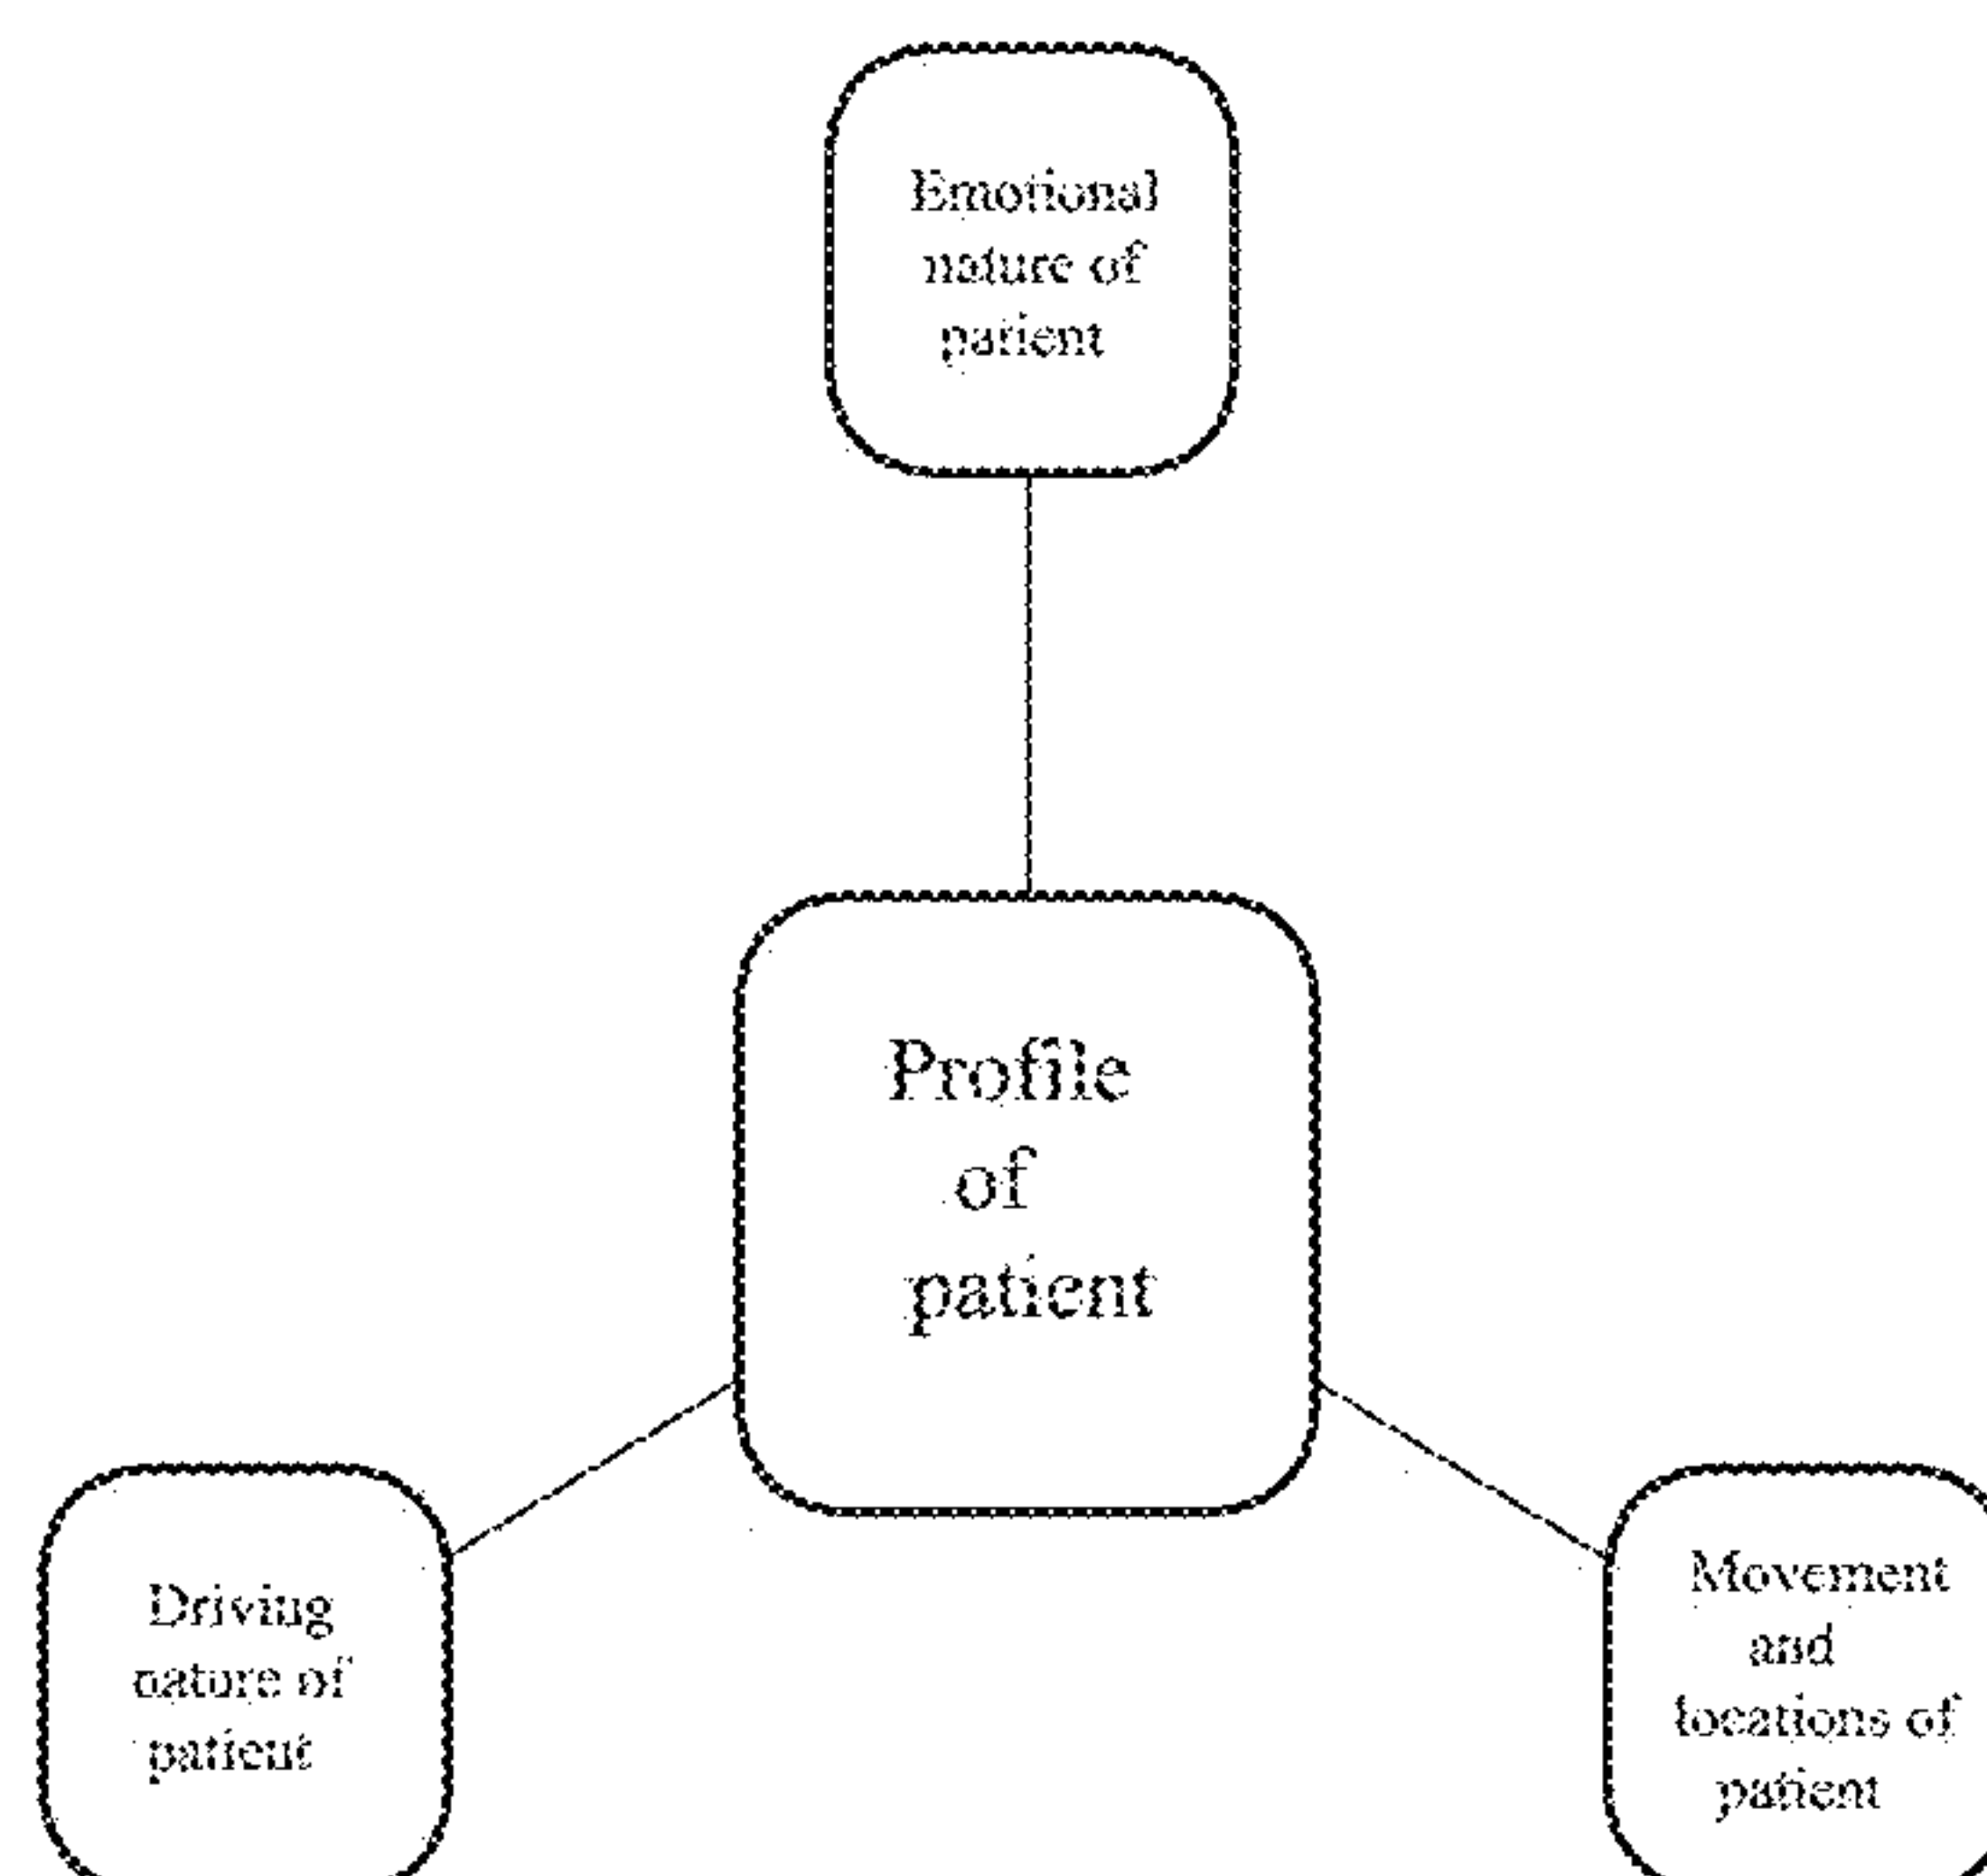 Emotional
nature of
patient
Profile
of
patient
Driving
nature of
patient
Movement
and
locations of
patient